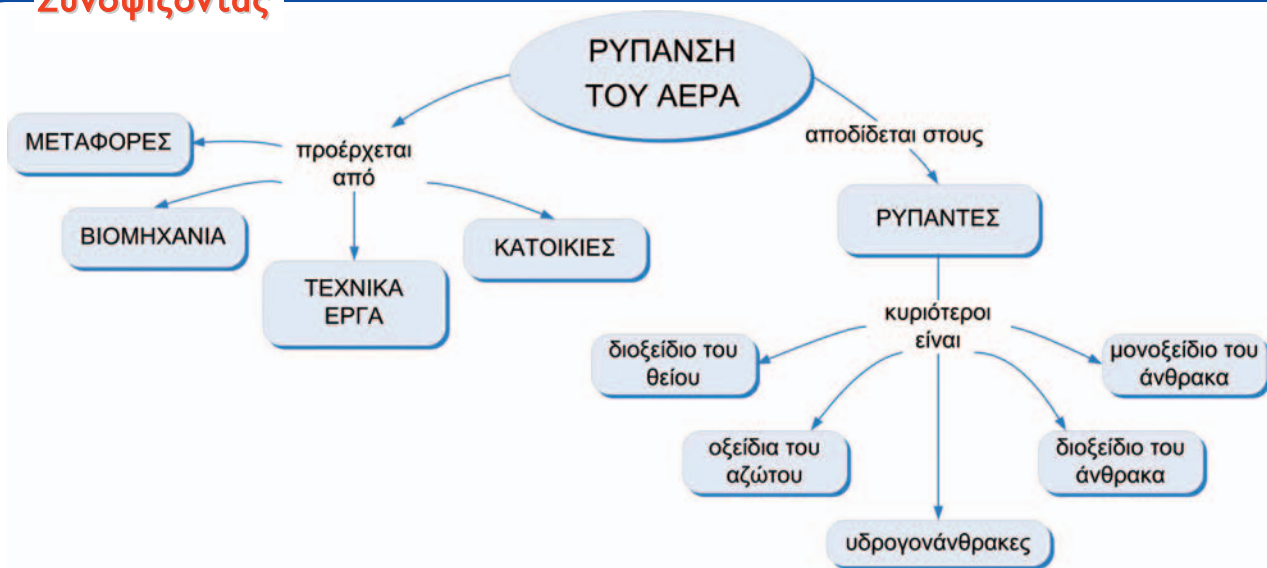 Συνοψίζοντας
ΡΥΠΑΝΣΗ
ΤΟΥ ΑΕΡΑ
προέρχεται
από
ΜΕΤΑΦΟΡΕΣ
ΒΙΟΜΗΧΑΝΙΑ
ΤΕΧΝΙΚΑ
ΕΡΓΑ
ΚΑΤΟΙΚΙΕΣ
αποδίδεται στους
ΡΥΠΑΝΤΕΣ
κυριότεροι
είναι
διοξείδιο του
θείου
οξείδια του
αζώτου
υδρογονάνθρακες
διοξείδιο του
άνθρακα
μονοξείδιο του
άνθρακα